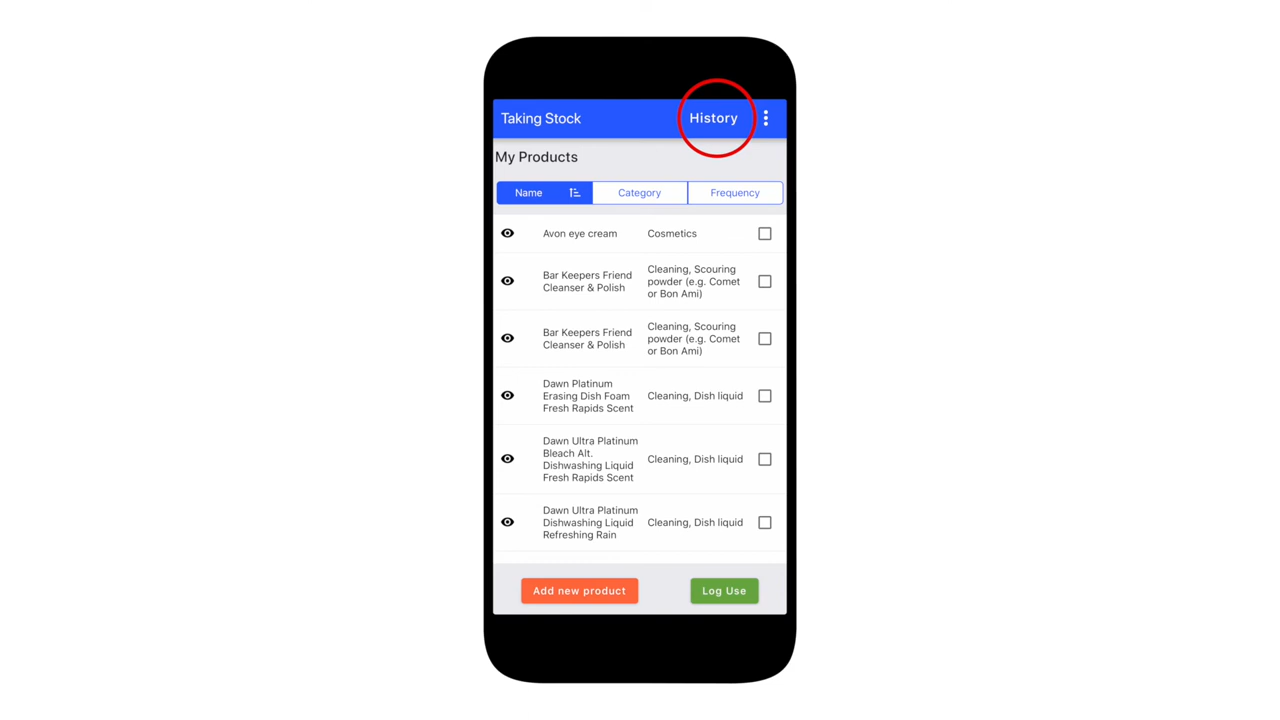 Taking Stock
History
My Products
Name
Category
Frequency
Avon eye cream
Cosmetics
Bar Keepers Friend
Cleanser & Polish
Cleaning, Scouring
powder (e.g. Comet
or Bon Ami)
Bar Keepers Friend
Cleanser & Polish
Cleaning, Scouring
powder (e.g. Comet
or Bon Ami)
Dawn Platinum
Erasing Dish Foam
Fresh Rapids Scent
Cleaning, Dish liquid
Dawn Ultra Platinum
Bleach Alt.
Dishwashing Liquid
Fresh Rapids Scent
Cleaning, Dish liquid
Dawn Ultra Platinum
Dishwashing Liquid
Refreshing Rain
Cleaning, Dish liquid
Add new product
Log Use